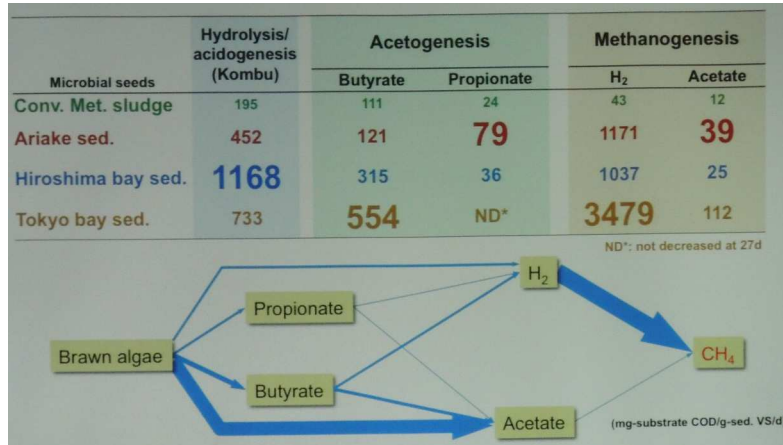 Hydrolysis/
acidogenesis
(Kombu)
Acetogenesis
Methanogenesis
Microbial seeds
Butyrate
Propionate
H₂
Acetate
Conv. Met. sludge 195 111 24 43 12
Ariake sed. 452 121 79 1171 39
Hiroshima bay sed. 1168 315 36 1037 25
Tokyo bay sed. 733 554 ND* 3479 112
ND*: not decreased at 27d
H₂
Propionate
Brawn algae
CH₄
Butyrate
Acetate
(mg-substrate COD/g-sed. VS/d